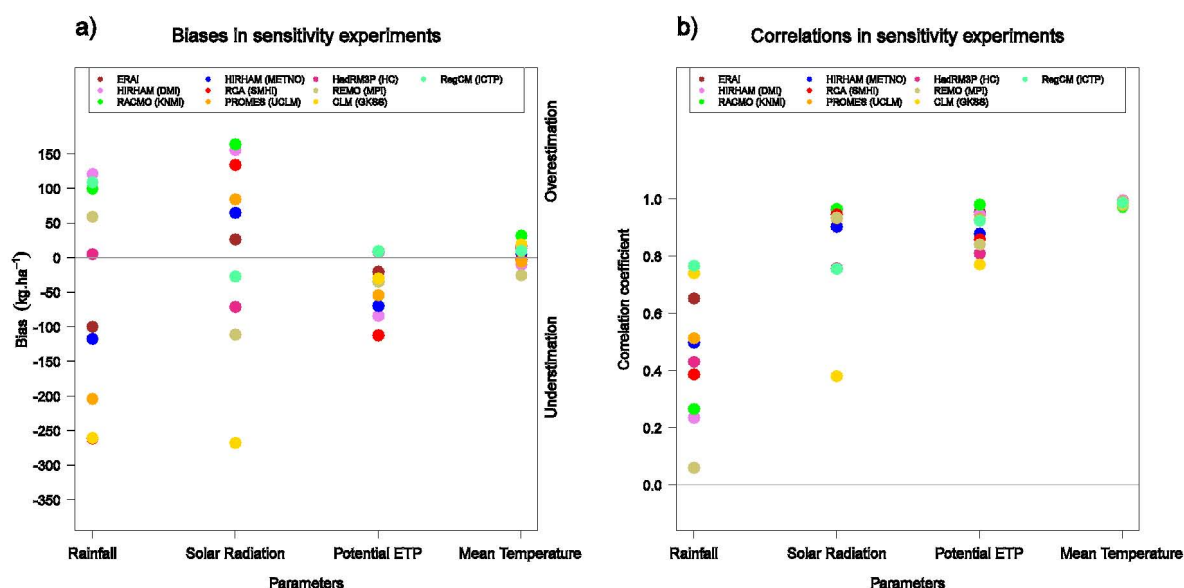 a) Biases in sensitivity experiments
ERAI HIRHAM (METNO) HadRM3P (HC) RegCM (ICTP)
HIRHAM (DMI) RCA (SMHI) REMO (MPI)
RACMO (KNMI) PROMES (UCLM) CLM (GKSS)
Bias (kg.ha⁻¹)
150
100
50
0
-50
-100
-150
-200
-250
-300
-350
Overestimation
Understimation
Rainfall Solar Radiation Potential ETP Mean Temperature
Parameters
b) Correlations in sensitivity experiments
ERAI HIRHAM (METNO) HadRM3P (HC) RegCM (ICTP)
HIRHAM (DMI) RCA (SMHI) REMO (MPI)
RACMO (KNMI) PROMES (UCLM) CLM (GKSS)
Correlation coefficient
1.0
0.8
0.6
0.4
0.2
0.0
Rainfall Solar Radiation Potential ETP Mean Temperature
Parameters